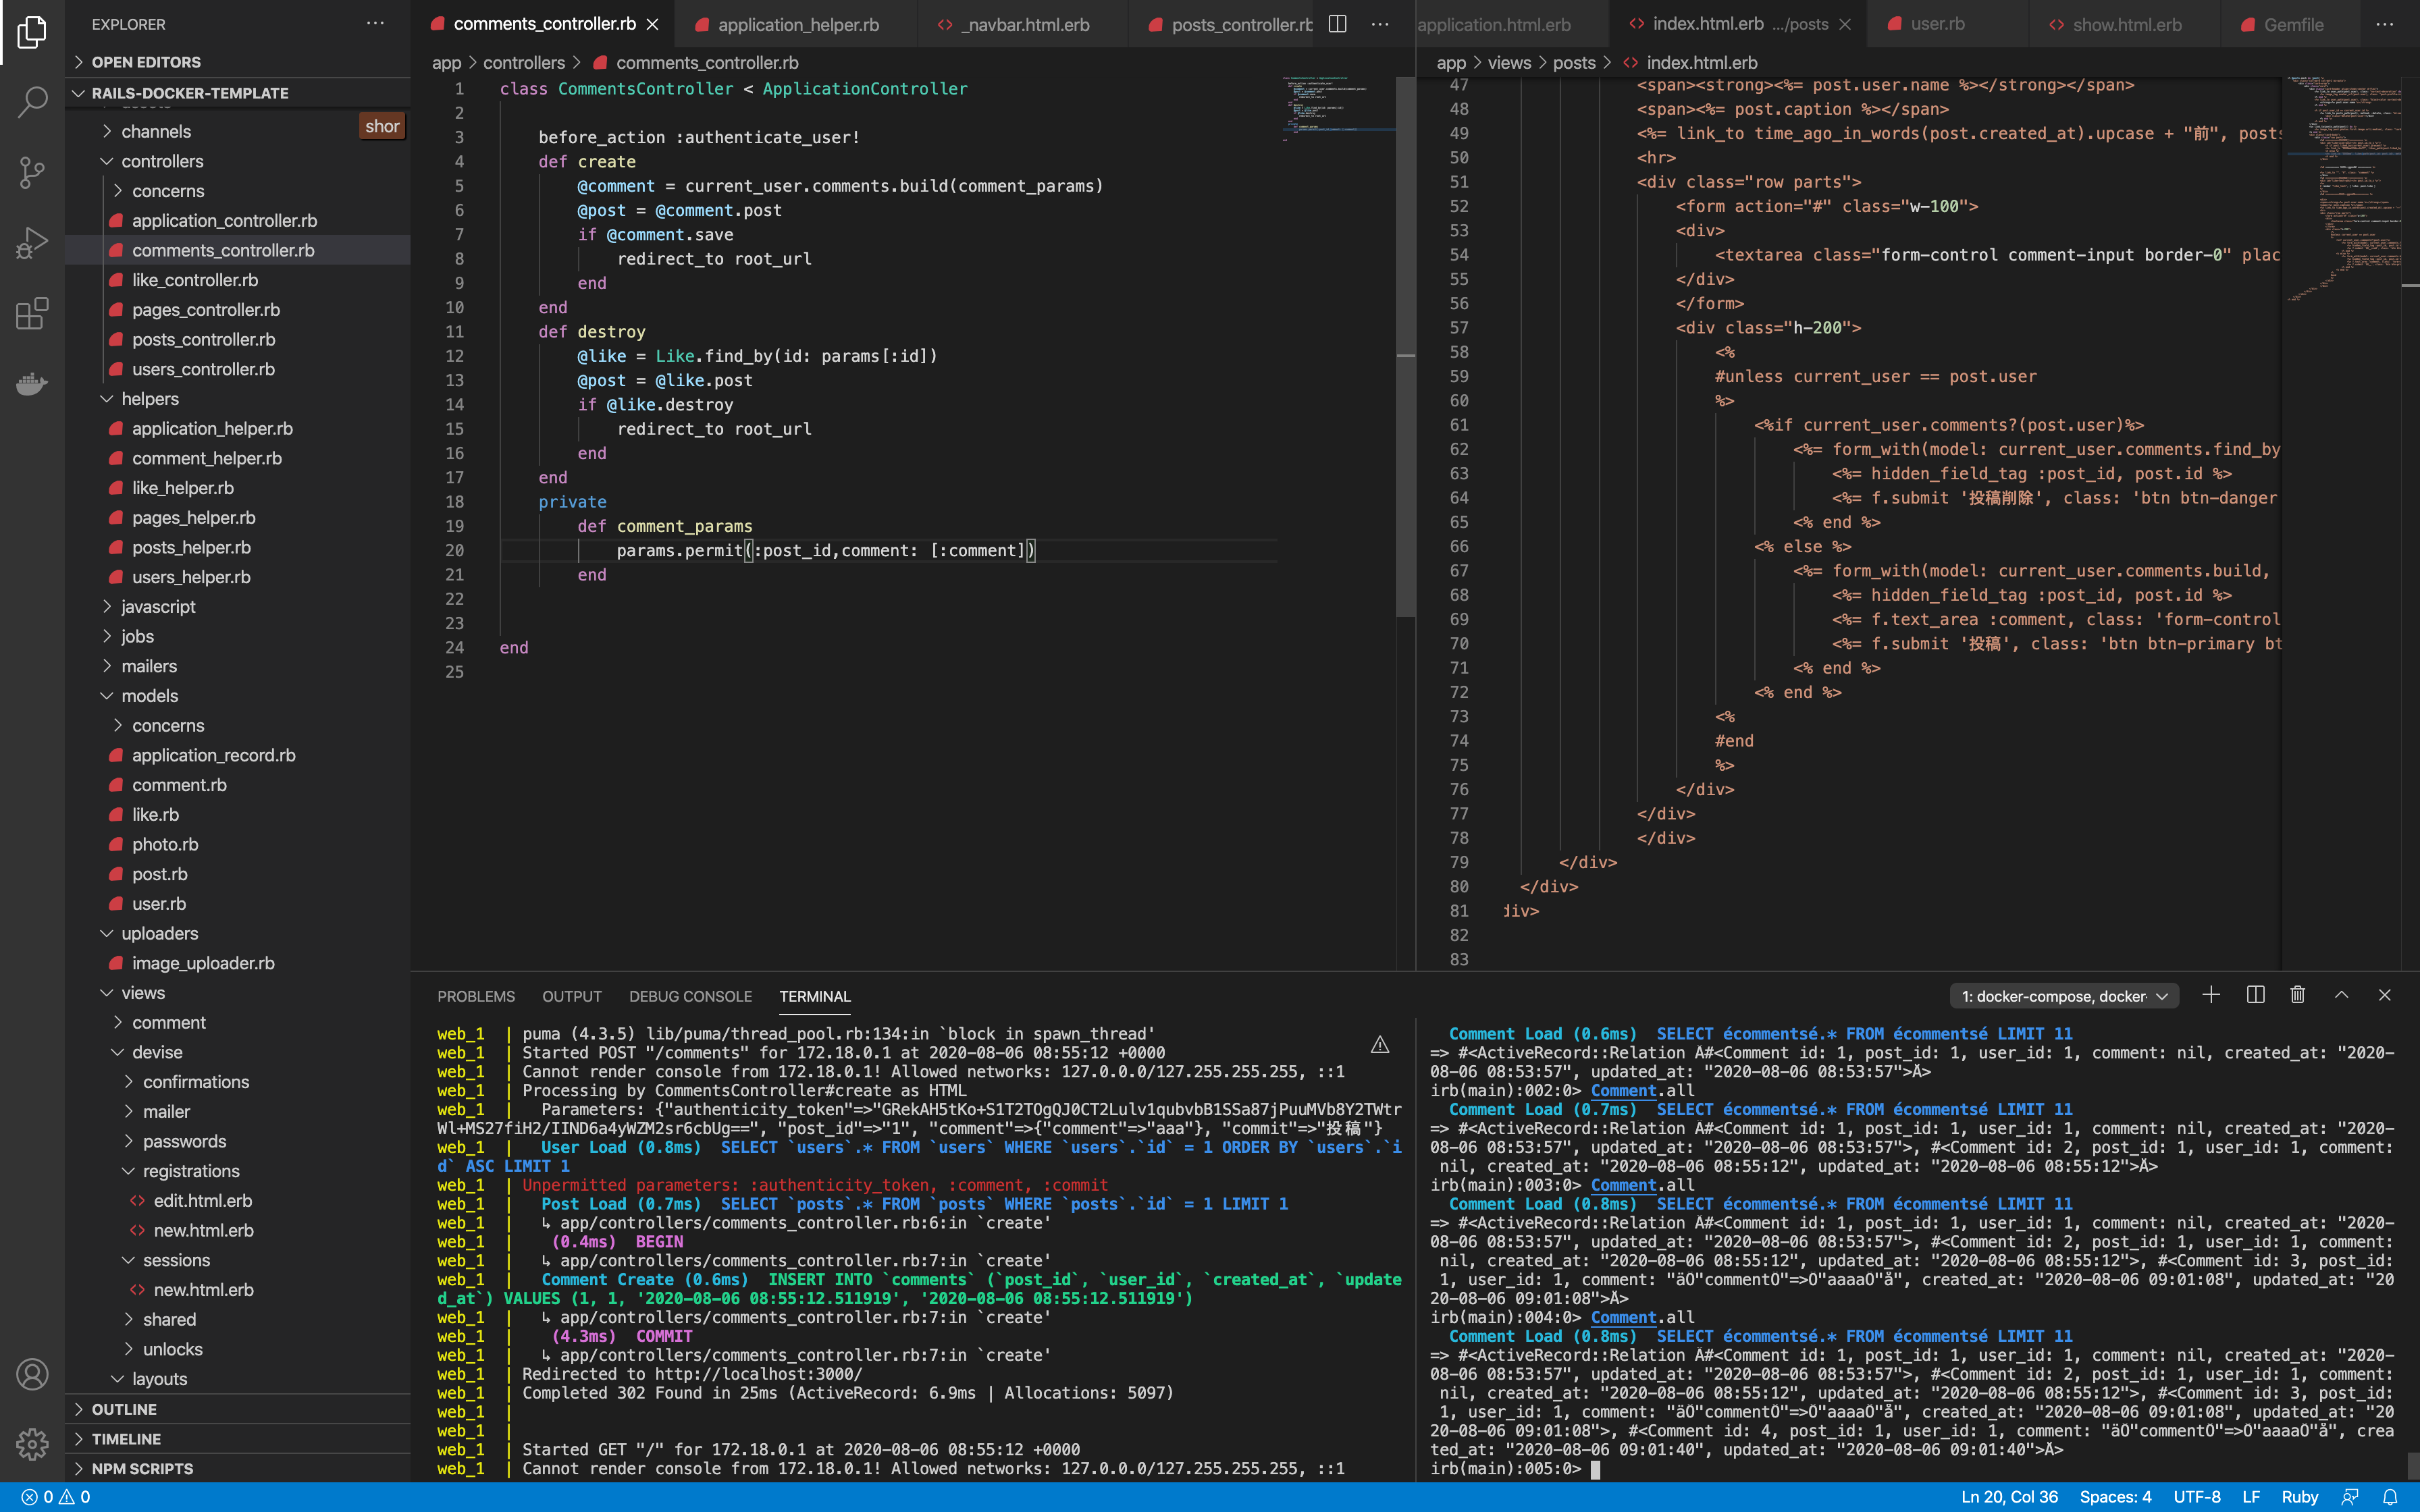 EXPLORER
OPEN EDITORS
RAILS-DOCKER-TEMPLATE
channels
shor
controllers
concerns
application_controller.rb
comments_controller.rb
like_controller.rb
pages_controller.rb
posts_controller.rb
users_controller.rb
helpers
application_helper.rb
comment_helper.rb
like_helper.rb
pages_helper.rb
posts_helper.rb
users_helper.rb
javascript
jobs
mailers
models
concerns
application_record.rb
comment.rb
like.rb
photo.rb
post.rb
user.rb
uploaders
image_uploader.rb
views
comment
devise
confirmations
mailer
passwords
registrations
edit.html.erb
new.html.erb
sessions
new.html.erb
shared
unlocks
layouts
OUTLINE
TIMELINE
NPM SCRIPTS
comments_controller.rb
application_helper.rb
_navbar.html.erb
posts_controller.rb
app > controllers > comments_controller.rb
1 class CommentsController < ApplicationController
2
3 before_action :authenticate_user!
4 def create
5 @comment = current_user.comments.build(comment_params)
6 @post = @comment.post
7 if @comment.save
8 redirect_to root_url
9 end
10 end
11 def destroy
12 @like = Like.find_by(id: params[:id])
13 @post = @like.post
14 if @like.destroy
15 redirect_to root_url
16 end
17 end
18 private
19 def comment_params
20 params.permit(:post_id,comment: [:comment])
21 end
22
23
24 end
25
application.html.erb
index.html.erb .../posts
user.rb
show.html.erb
Gemfile
app > views > posts > index.html.erb
47 <span><strong><%= post.user.name %></strong></span>
48 <span><%= post.caption %></span>
49 <%= link_to time_ago_in_words(post.created_at).upcase + "前", posts
50 <hr>
51 <div class="row parts">
52 <form action="#" class="w-100">
53 <div>
54 <textarea class="form-control comment-input border-0" plac
55 </div>
56 </form>
57 <div class="h-200">
58 <%
59 #unless current_user == post.user
60 %>
61 <%if current_user.comments?(post.user)%>
62 <%= form_with(model: current_user.comments.find_by
63 <%= hidden_field_tag :post_id, post.id %>
64 <%= f.submit '投稿削除', class: 'btn btn-danger
65 <% end %>
66 <% else %>
67 <%= form_with(model: current_user.comments.build,
68 <%= hidden_field_tag :post_id, post.id %>
69 <%= f.text_area :comment, class: 'form-control
70 <%= f.submit '投稿', class: 'btn btn-primary bt
71 <% end %>
72 <% end %>
73 <%
74 #end
75 %>
76 </div>
77 </div>
78 </div>
79 </div>
80 </div>
81 div>
82
83
PROBLEMS OUTPUT DEBUG CONSOLE TERMINAL
1: docker-compose, docker-
web_1 | puma (4.3.5) lib/puma/thread_pool.rb:134:in `block in spawn_thread'
web_1 | Started POST "/comments" for 172.18.0.1 at 2020-08-06 08:55:12 +0000
web_1 | Cannot render console from 172.18.0.1! Allowed networks: 127.0.0.0/127.255.255.255, ::1
web_1 | Processing by CommentsController#create as HTML
web_1 | Parameters: {"authenticity_token"=>"GRekAH5tKo+S1T2TOgQJ0CT2Lulv1qubvbB1SSa87jPuuMVb8Y2TWtr
Wl+MS27fiH2/IIND6a4yWZM2sr6cbUg==", "post_id"=>"1", "comment"=>{"comment"=>"aaa"}, "commit"=>"投稿"}
web_1 | User Load (0.8ms) SELECT `users`.* FROM `users` WHERE `users`.`id` = 1 ORDER BY `users`.`i
d` ASC LIMIT 1
web_1 | Unpermitted parameters: :authenticity_token, :comment, :commit
web_1 | Post Load (0.7ms) SELECT `posts`.* FROM `posts` WHERE `posts`.`id` = 1 LIMIT 1
web_1 | ↳ app/controllers/comments_controller.rb:6:in `create'
web_1 | (0.4ms) BEGIN
web_1 | ↳ app/controllers/comments_controller.rb:7:in `create'
web_1 | Comment Create (0.6ms) INSERT INTO `comments` (`post_id`, `user_id`, `created_at`, `update
d_at`) VALUES (1, 1, '2020-08-06 08:55:12.511919', '2020-08-06 08:55:12.511919')
web_1 | ↳ app/controllers/comments_controller.rb:7:in `create'
web_1 | (4.3ms) COMMIT
web_1 | ↳ app/controllers/comments_controller.rb:7:in `create'
web_1 | Redirected to http://localhost:3000/
web_1 | Completed 302 Found in 25ms (ActiveRecord: 6.9ms | Allocations: 5097)
web_1 |
web_1 |
web_1 | Started GET "/" for 172.18.0.1 at 2020-08-06 08:55:12 +0000
web_1 | Cannot render console from 172.18.0.1! Allowed networks: 127.0.0.0/127.255.255.255, ::1
Comment Load (0.6ms) SELECT écommentsé.* FROM écommentsé LIMIT 11
=> #<ActiveRecord::Relation Ä#<Comment id: 1, post_id: 1, user_id: 1, comment: nil, created_at: "2020-
08-06 08:53:57", updated_at: "2020-08-06 08:53:57">Å>
irb(main):002:0> Comment.all
Comment Load (0.7ms) SELECT écommentsé.* FROM écommentsé LIMIT 11
=> #<ActiveRecord::Relation Ä#<Comment id: 1, post_id: 1, user_id: 1, comment: nil, created_at: "2020-
08-06 08:53:57", updated_at: "2020-08-06 08:53:57">, #<Comment id: 2, post_id: 1, user_id: 1, comment:
nil, created_at: "2020-08-06 08:55:12", updated_at: "2020-08-06 08:55:12">Å>
irb(main):003:0> Comment.all
Comment Load (0.8ms) SELECT écommentsé.* FROM écommentsé LIMIT 11
=> #<ActiveRecord::Relation Ä#<Comment id: 1, post_id: 1, user_id: 1, comment: nil, created_at: "2020-
08-06 08:53:57", updated_at: "2020-08-06 08:53:57">, #<Comment id: 2, post_id: 1, user_id: 1, comment:
nil, created_at: "2020-08-06 08:55:12", updated_at: "2020-08-06 08:55:12">, #<Comment id: 3, post_id:
1, user_id: 1, comment: "äÖ"commentÖ"=>Ö"aaaaÖ"å", created_at: "2020-08-06 09:01:08", updated_at: "20
20-08-06 09:01:08">Å>
irb(main):004:0> Comment.all
Comment Load (0.8ms) SELECT écommentsé.* FROM écommentsé LIMIT 11
=> #<ActiveRecord::Relation Ä#<Comment id: 1, post_id: 1, user_id: 1, comment: nil, created_at: "2020-
08-06 08:53:57", updated_at: "2020-08-06 08:53:57">, #<Comment id: 2, post_id: 1, user_id: 1, comment:
nil, created_at: "2020-08-06 08:55:12", updated_at: "2020-08-06 08:55:12">, #<Comment id: 3, post_id:
1, user_id: 1, comment: "äÖ"commentÖ"=>Ö"aaaaÖ"å", created_at: "2020-08-06 09:01:08", updated_at: "20
20-08-06 09:01:08">, #<Comment id: 4, post_id: 1, user_id: 1, comment: "äÖ"commentÖ"=>Ö"aaaaÖ"å", crea
ted_at: "2020-08-06 09:01:40", updated_at: "2020-08-06 09:01:40">Å>
irb(main):005:0>
0 0
Ln 20, Col 36 Spaces: 4 UTF-8 LF Ruby